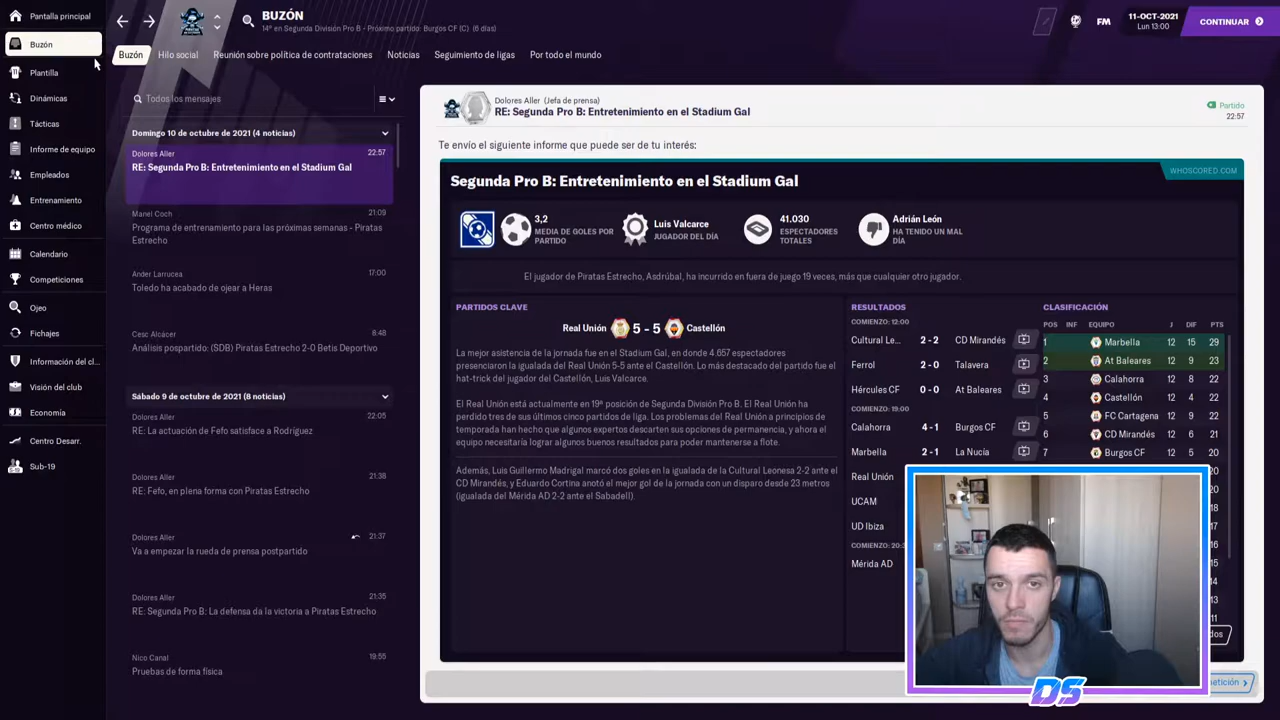 Pantalla principal
Buzón
Plantilla
Dinámicas
Tácticas
Informe de equipo
Empleados
Entrenamiento
Centro médico
Calendario
Competiciones
Ojeo
Fichajes
Información del cl...
Visión del club
Economía
Centro Desarr.
Sub-19
BUZÓN
14º en Segunda División Pro B - Próximo partido: Burgos CF (C) (6 días)
FM
11-OCT-2021
Lun 13:00
CONTINUAR
Buzón
Hilo social
Reunión sobre política de contrataciones
Noticias
Seguimiento de ligas
Por todo el mundo
Todos los mensajes
Domingo 10 de octubre de 2021 (4 noticias)
Dolores Aller 22:57
RE: Segunda Pro B: Entretenimiento en el Stadium Gal
Manel Coch 21:09
Programa de entrenamiento para las próximas semanas - Piratas
Estrecho
Ander Larrucea 17:00
Toledo ha acabado de ojear a Heras
Cesc Alcácer 8:48
Análisis pospartido: (SDB) Piratas Estrecho 2-0 Betis Deportivo
Sábado 9 de octubre de 2021 (8 noticias)
Dolores Aller 22:05
RE: La actuación de Fefo satisface a Rodríguez
Dolores Aller 21:38
RE: Fefo, en plena forma con Piratas Estrecho
Dolores Aller 21:37
Va a empezar la rueda de prensa postpartido
Dolores Aller 21:35
RE: Segunda Pro B: La defensa da la victoria a Piratas Estrecho
Nico Canal 19:55
Pruebas de forma física
Dolores Aller (Jefa de prensa)
RE: Segunda Pro B: Entretenimiento en el Stadium Gal
Partido
22:57
Te envío el siguiente informe que puede ser de tu interés:
WHOSCORED.COM
Segunda Pro B: Entretenimiento en el Stadium Gal
3,2
MEDIA DE GOLES POR
PARTIDO
Luis Valcarce
JUGADOR DEL DÍA
41.030
ESPECTADORES
TOTALES
Adrián León
HA TENIDO UN MAL
DÍA
El jugador de Piratas Estrecho, Asdrúbal, ha incurrido en fuera de juego 19 veces, más que cualquier otro jugador.
PARTIDOS CLAVE
Real Unión 5 - 5 Castellón
La mejor asistencia de la jornada fue en el Stadium Gal, en donde 4.657 espectadores
presenciaron la igualada del Real Unión 5-5 ante el Castellón. Lo más destacado del partido fue el
hat-trick del jugador del Castellón, Luis Valcarce.
El Real Unión está actualmente en 19ª posición de Segunda División Pro B. El Real Unión ha
perdido tres de sus últimos cinco partidos de liga. Los problemas del Real Unión a principios de
temporada han hecho que algunos expertos descarten sus opciones de permanencia, y ahora el
equipo necesitaría lograr algunos buenos resultados para poder mantenerse a flote.
Además, Luis Guillermo Madrigal marcó dos goles en la igualada de la Cultural Leonesa 2-2 ante el
CD Mirandés, y Eduardo Cortina anotó el mejor gol de la jornada con un disparo desde 23 metros
(igualada del Mérida AD 2-2 ante el Sabadell).
RESULTADOS
COMIENZO: 12:00
Cultural Le... 2 - 2 CD Mirandés
Ferrol 2 - 0 Talavera
Hércules CF 0 - 0 At Baleares
COMIENZO: 19:00
Calahorra 4 - 1 Burgos CF
Marbella 2 - 1 La Nucía
Real Unión
UCAM
UD Ibiza
COMIENZO: 20:3
Mérida AD
CLASIFICACIÓN
POS INF EQUIPO J DIF PTS
1 Marbella 12 15 29
2 At Baleares 12 9 23
3 Calahorra 12 8 22
4 Castellón 12 4 22
5 FC Cartagena 12 9 22
6 CD Mirandés 12 6 21
7 Burgos CF 12 5 20
20
20
18
17
16
15
14
13
11
dos
petición
DS